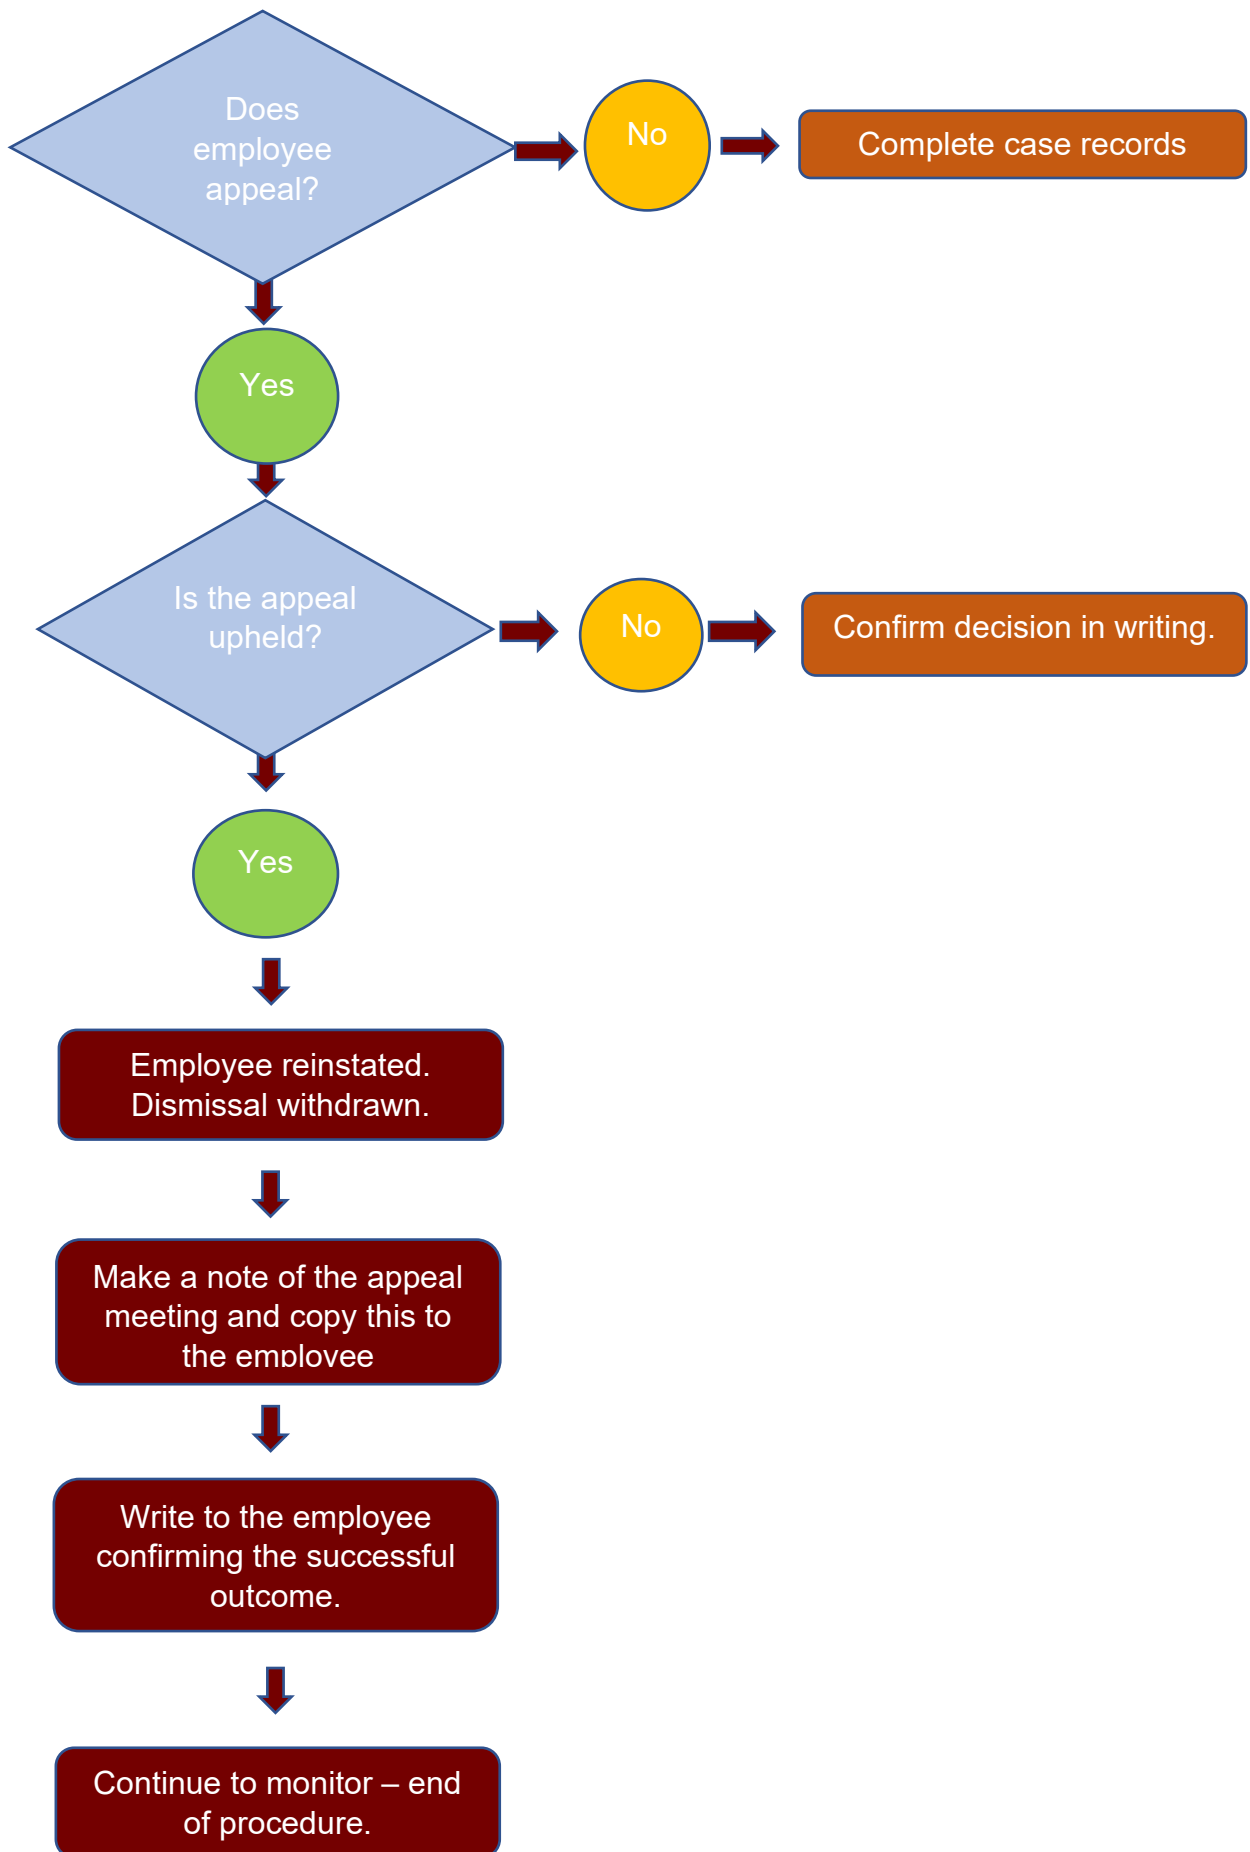 Does
employee
appeal?
No
Complete case records
Yes
Is the appeal
upheld?
No
Confirm decision in writing.
Yes
Employee reinstated.
Dismissal withdrawn.
Make a note of the appeal
meeting and copy this to
the employee
Write to the employee
confirming the successful
outcome.
Continue to monitor – end
of procedure.